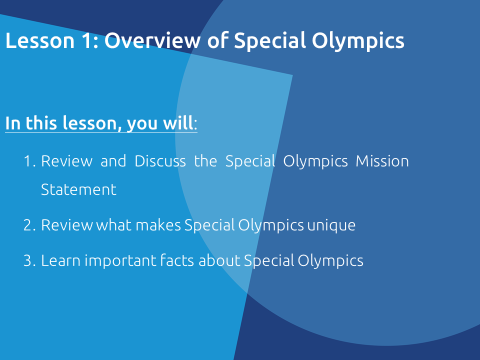 Lesson 1: Overview of Special Olympics
In this lesson, you will:
1. Review and Discuss the Special Olympics Mission
Statement
2. Review what makes Special Olympics unique
3. Learn important facts about Special Olympics